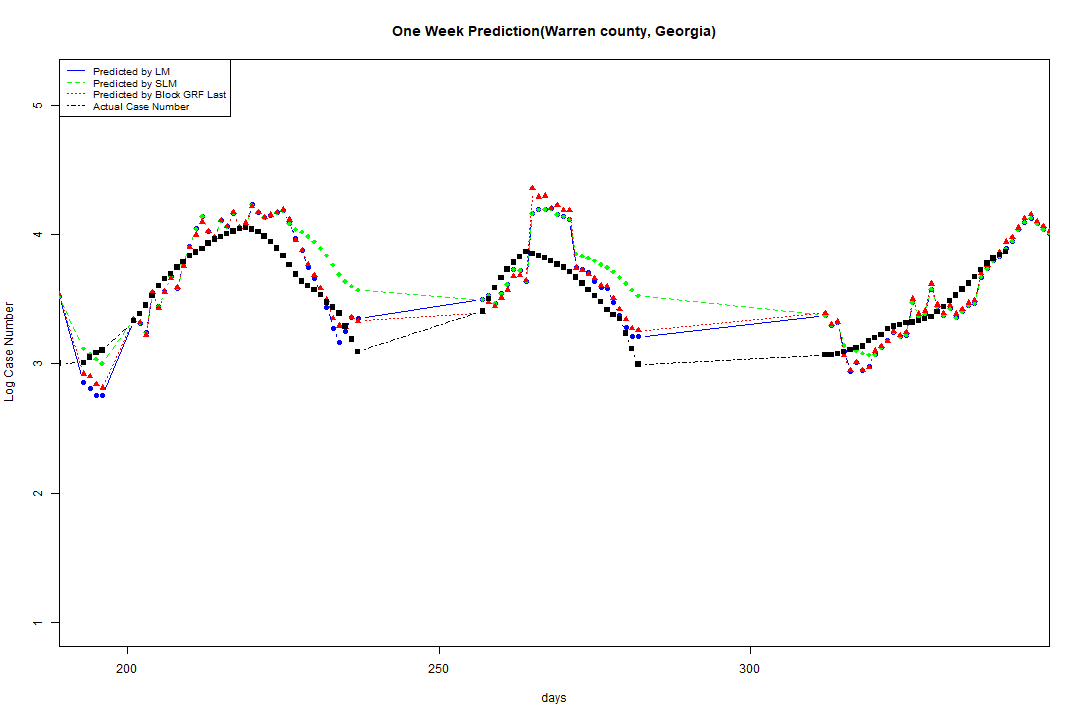 One Week Prediction(Warren county, Georgia)
Predicted by LM
Predicted by SLM
Predicted by Block GRF Last
Actual Case Number
5
4
3
2
1
Log Case Number
200
250
300
days